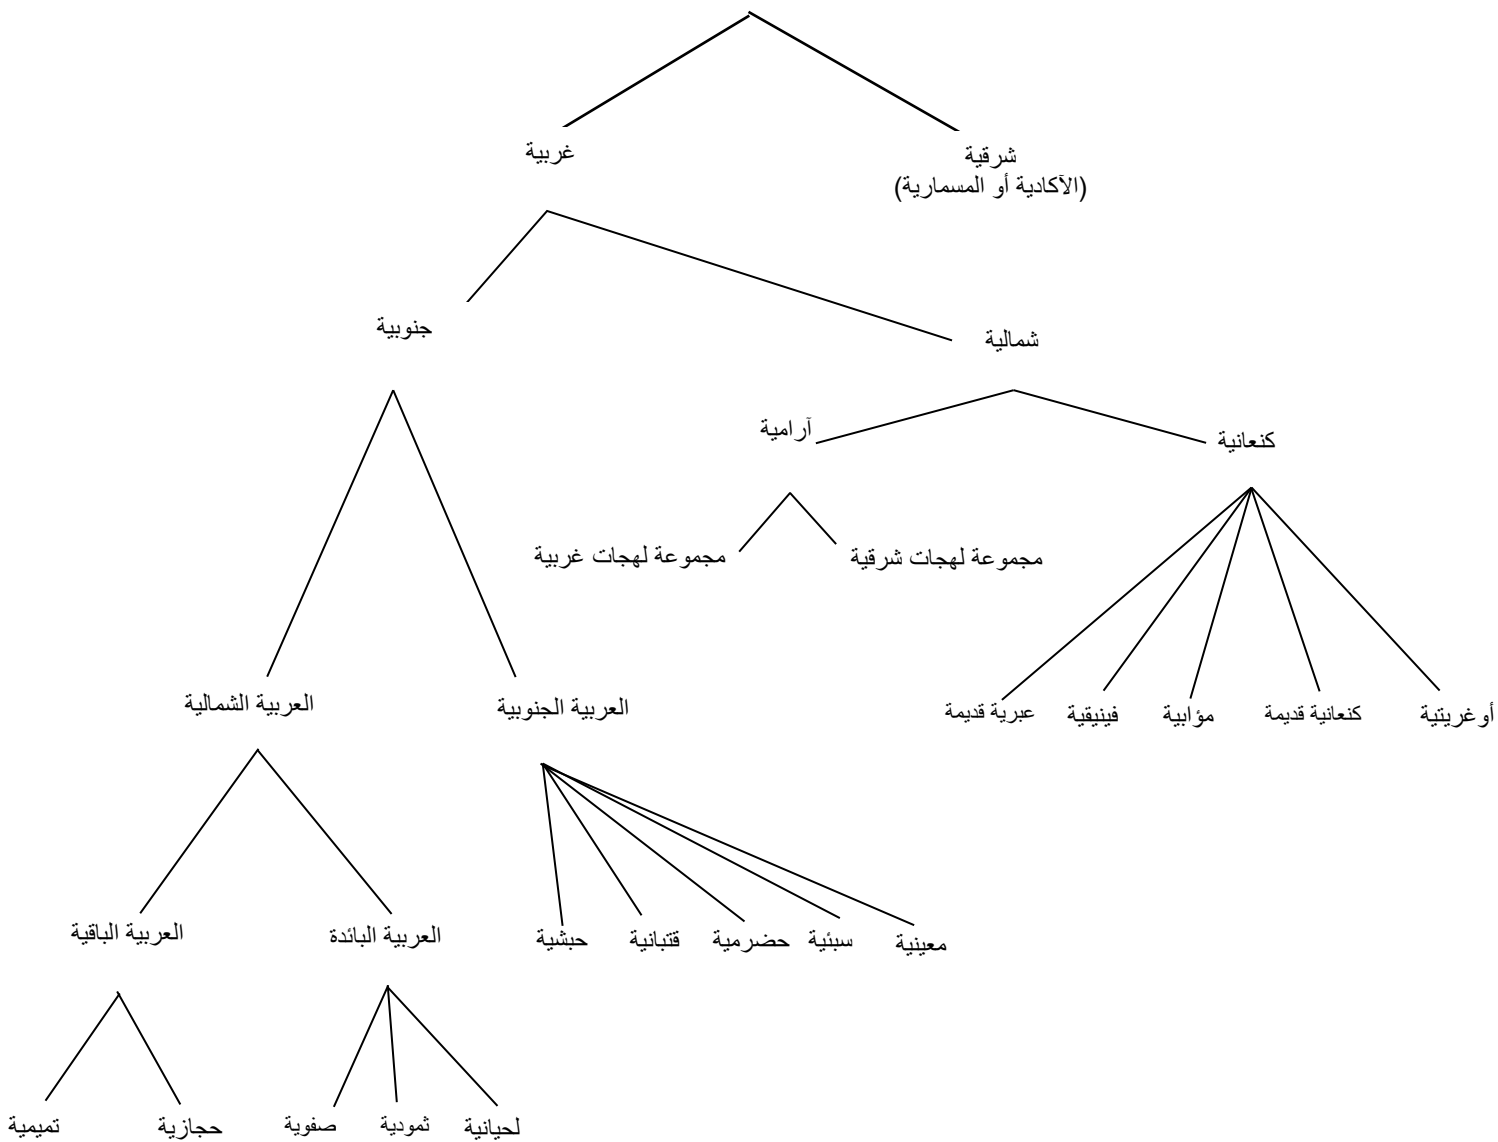 شرقية
(الآكادية أو المسمارية)
غربية
شمالية
جنوبية
كنعانية
آرامية
مجموعة لهجات شرقية
مجموعة لهجات غربية
أوغريتية
كنعانية قديمة
مؤابية
فينيقية
عبرية قديمة
العربية الجنوبية
العربية الشمالية
معينية
سبئية
حضرمية
قتبانية
حبشية
العربية البائدة
العربية الباقية
لحيانية
ثمودية
صفوية
حجازية
تميمية